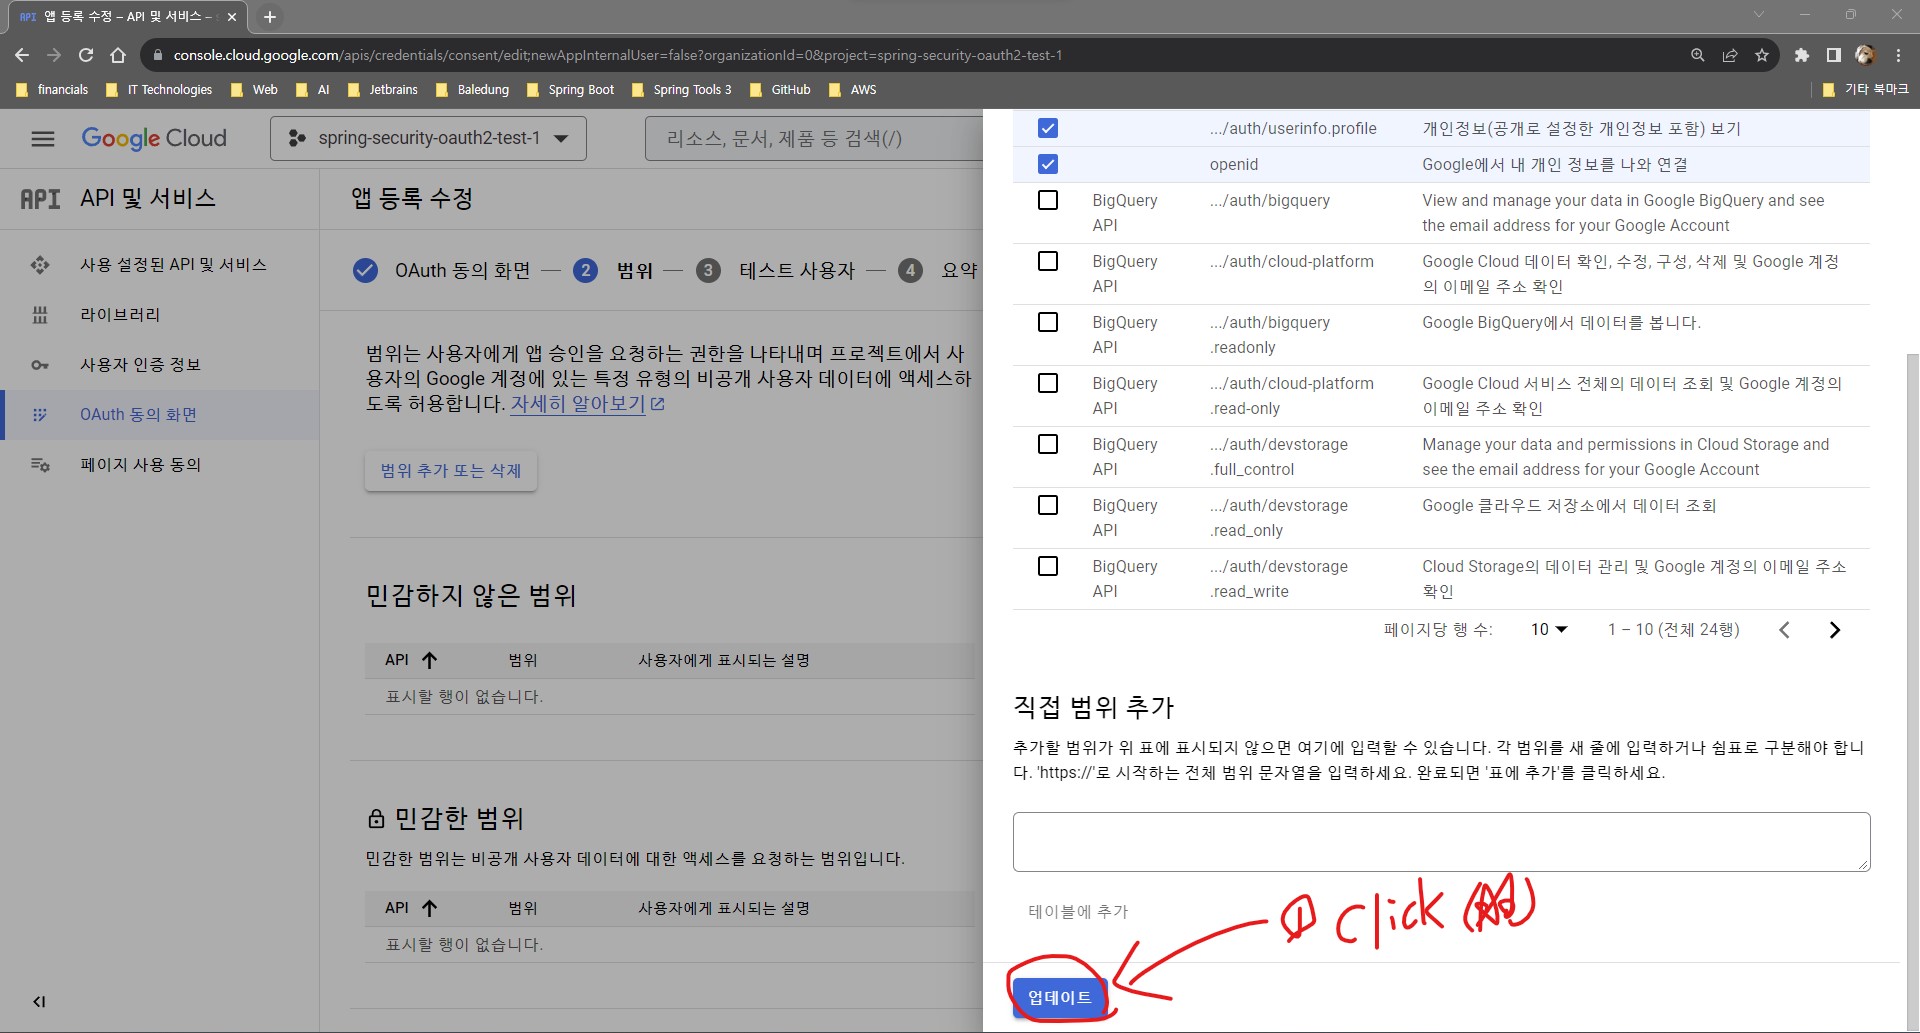 API 앱 등록 수정 – API 및 서비스 –
console.cloud.google.com/apis/credentials/consent/edit;newAppInternalUser=false?organizationId=0&project=spring-security-oauth2-test-1
financials IT Technologies Web AI Jetbrains Baledung Spring Boot Spring Tools 3 GitHub AWS 기타 북마크
Google Cloud
spring-security-oauth2-test-1
리소스, 문서, 제품 등 검색(/)
API API 및 서비스
사용 설정된 API 및 서비스
라이브러리
사용자 인증 정보
OAuth 동의 화면
페이지 사용 동의
앱 등록 수정
OAuth 동의 화면 — 2 범위 — 3 테스트 사용자 — 4 요약
범위는 사용자에게 앱 승인을 요청하는 권한을 나타내며 프로젝트에서 사
용자의 Google 계정에 있는 특정 유형의 비공개 사용자 데이터에 액세스하
도록 허용합니다. 자세히 알아보기
범위 추가 또는 삭제
민감하지 않은 범위
API 범위 사용자에게 표시되는 설명
표시할 행이 없습니다.
민감한 범위
민감한 범위는 비공개 사용자 데이터에 대한 액세스를 요청하는 범위입니다.
API 범위 사용자에게 표시되는 설명
표시할 행이 없습니다.
.../auth/userinfo.profile 개인정보(공개로 설정한 개인정보 포함) 보기
openid Google에서 내 개인 정보를 나와 연결
BigQuery .../auth/bigquery View and manage your data in Google BigQuery and see
API the email address for your Google Account
BigQuery .../auth/cloud-platform Google Cloud 데이터 확인, 수정, 구성, 삭제 및 Google 계정
API 의 이메일 주소 확인
BigQuery .../auth/bigquery Google BigQuery에서 데이터를 봅니다.
API .readonly
BigQuery .../auth/cloud-platform Google Cloud 서비스 전체의 데이터 조회 및 Google 계정의
API .read-only 이메일 주소 확인
BigQuery .../auth/devstorage Manage your data and permissions in Cloud Storage and
API .full_control see the email address for your Google Account
BigQuery .../auth/devstorage Google 클라우드 저장소에서 데이터 조회
API .read_only
BigQuery .../auth/devstorage Cloud Storage의 데이터 관리 및 Google 계정의 이메일 주소
API .read_write 확인
페이지당 행 수: 10 1 – 10 (전체 24행)
직접 범위 추가
추가할 범위가 위 표에 표시되지 않으면 여기에 입력할 수 있습니다. 각 범위를 새 줄에 입력하거나 쉼표로 구분해야 합니
다. 'https://'로 시작하는 전체 범위 문자열을 입력하세요. 완료되면 '표에 추가'를 클릭하세요.
테이블에 추가
① Click
업데이트